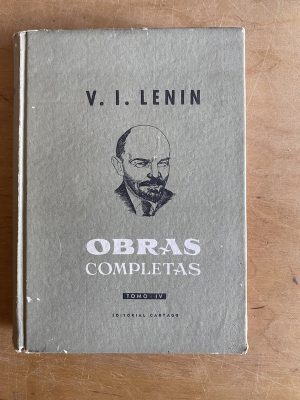 V. I. LENIN
OBRAS
COMPLETAS
TOMO · IV
EDITORIAL CARTAGO